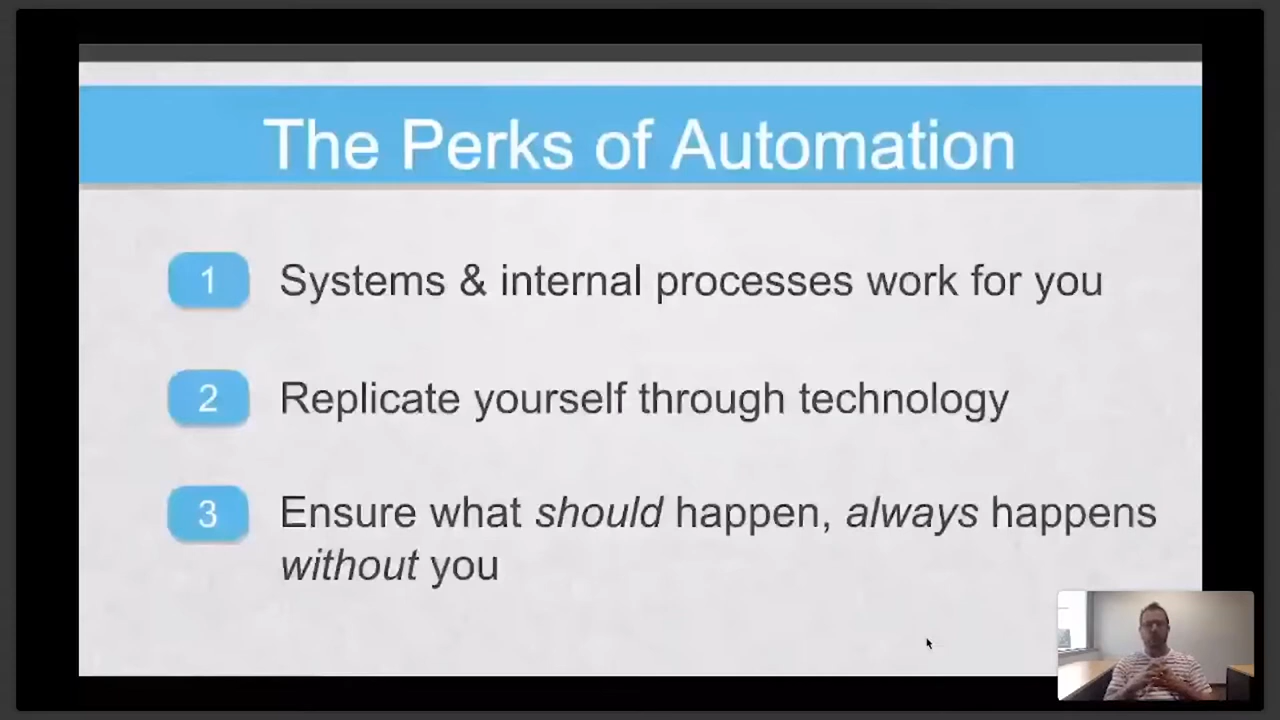 The Perks of Automation
1 Systems & internal processes work for you
2 Replicate yourself through technology
3 Ensure what should happen, always happens
without you